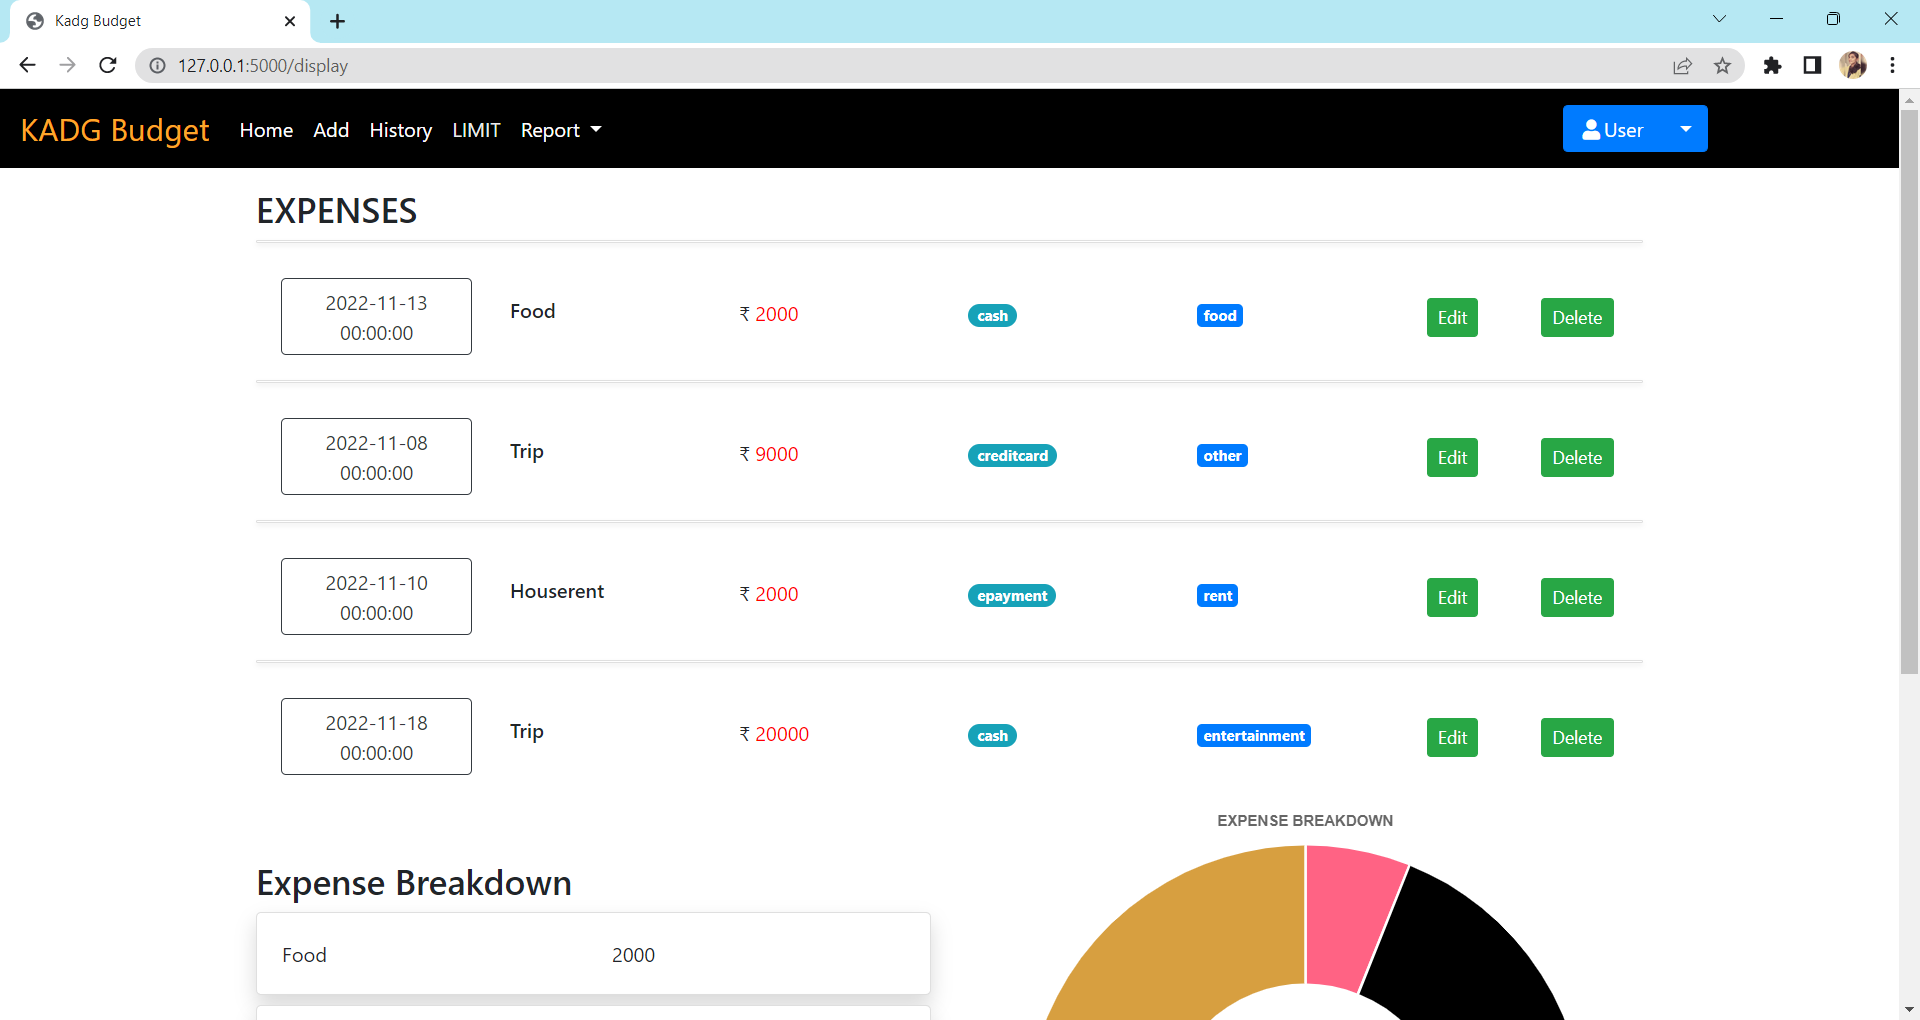 Kadg Budget
127.0.0.1:5000/display
KADG Budget Home Add History LIMIT Report User
EXPENSES
2022-11-13
00:00:00
Food ₹ 2000 cash food Edit Delete
2022-11-08
00:00:00
Trip ₹ 9000 creditcard other Edit Delete
2022-11-10
00:00:00
Houserent ₹ 2000 epayment rent Edit Delete
2022-11-18
00:00:00
Trip ₹ 20000 cash entertainment Edit Delete
EXPENSE BREAKDOWN
Expense Breakdown
Food 2000